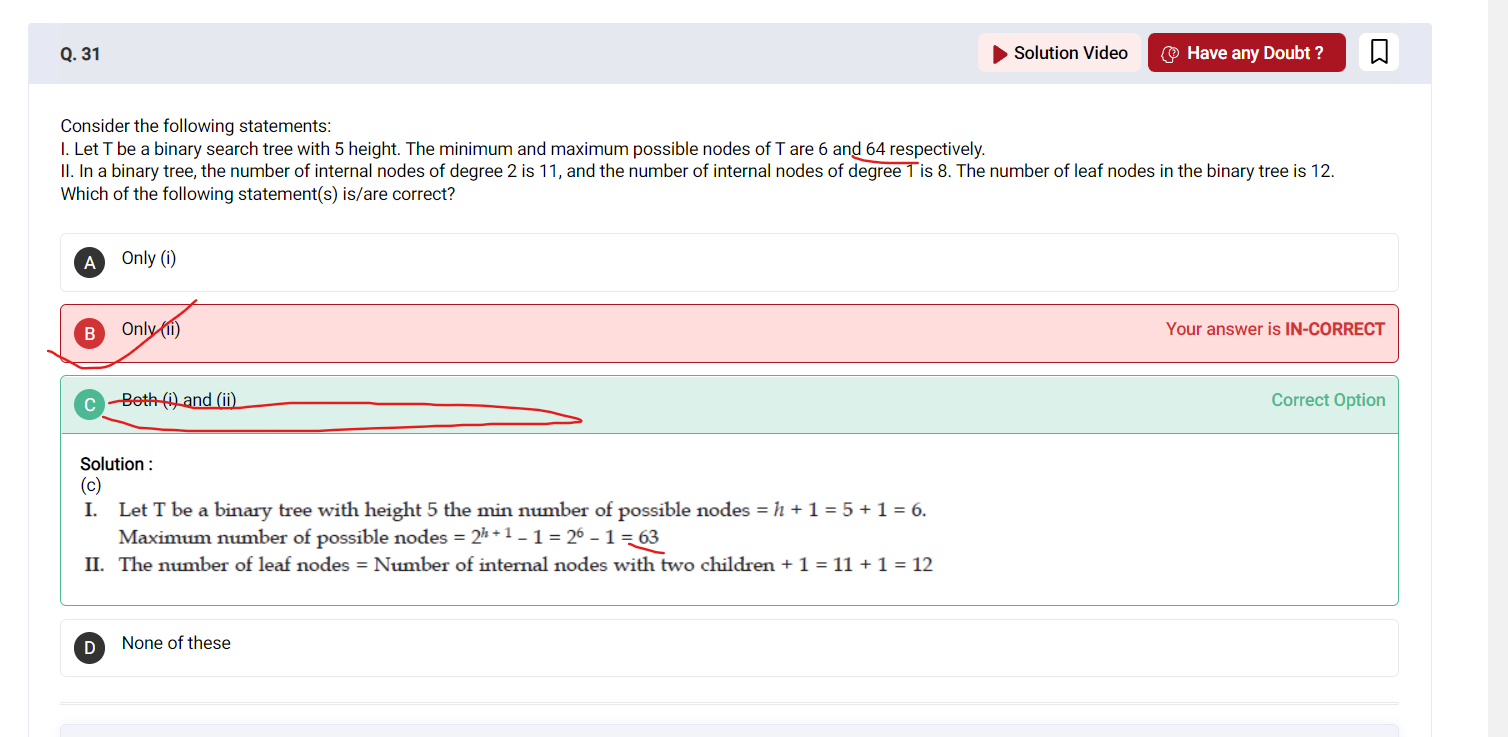 Q. 31
Solution Video
Have any Doubt ?
Consider the following statements:
I. Let T be a binary search tree with 5 height. The minimum and maximum possible nodes of T are 6 and 64 respectively.
II. In a binary tree, the number of internal nodes of degree 2 is 11, and the number of internal nodes of degree 1 is 8. The number of leaf nodes in the binary tree is 12.
Which of the following statement(s) is/are correct?
A Only (i)
B Only (ii) Your answer is IN-CORRECT
C Both (i) and (ii) Correct Option
Solution :
(c)
I. Let T be a binary tree with height 5 the min number of possible nodes = h + 1 = 5 + 1 = 6.
Maximum number of possible nodes = 2ʰ⁺¹ – 1 = 2⁶ – 1 = 63
II. The number of leaf nodes = Number of internal nodes with two children + 1 = 11 + 1 = 12
D None of these